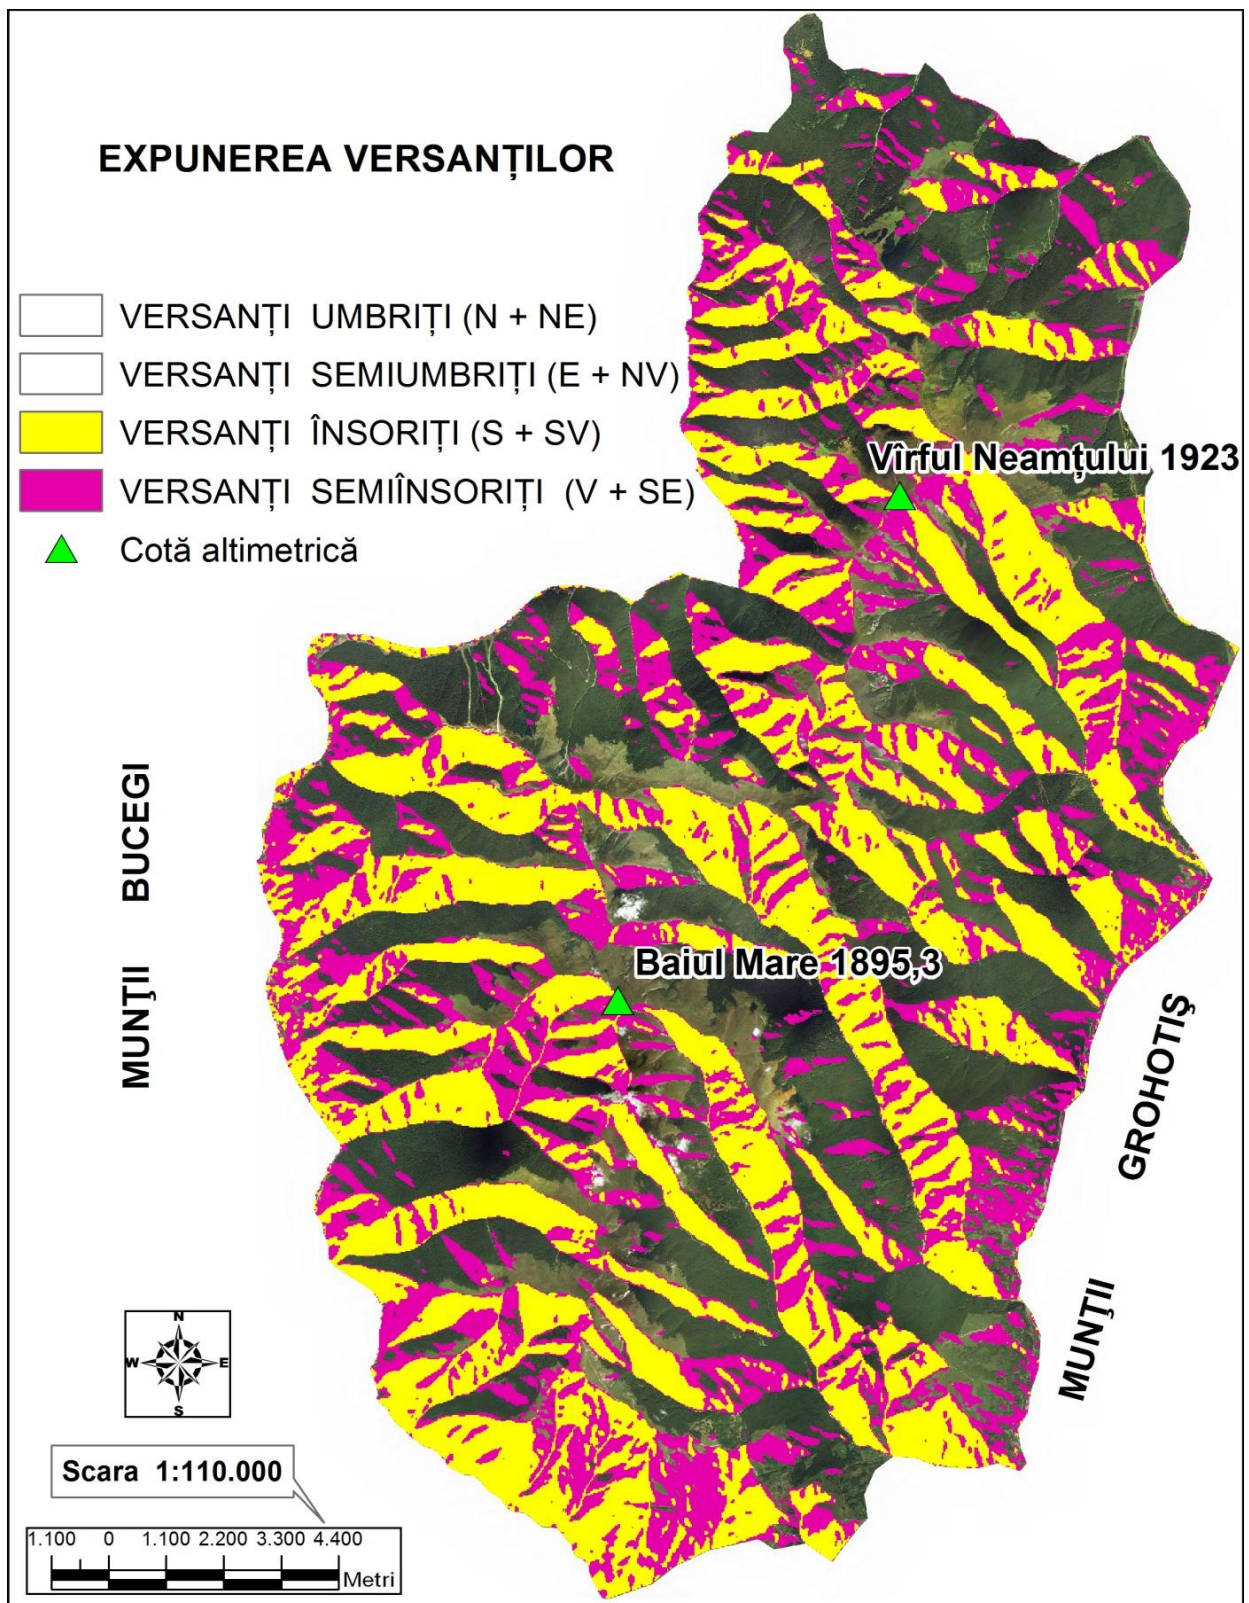 EXPUNEREA VERSANȚILOR
VERSANȚI UMBRIȚI (N + NE)
VERSANȚI SEMIUMBRIȚI (E + NV)
VERSANȚI ÎNSORIȚI (S + SV)
VERSANȚI SEMIÎNSORIȚI (V + SE)
Cotă altimetrică
Vîrful Neamțului 1923
Baiul Mare 1895,3
MUNŢII BUCEGI
MUNŢII GROHOTIŞ
N
W E
S
Scara 1:110.000
1.100 0 1.100 2.200 3.300 4.400
Metri